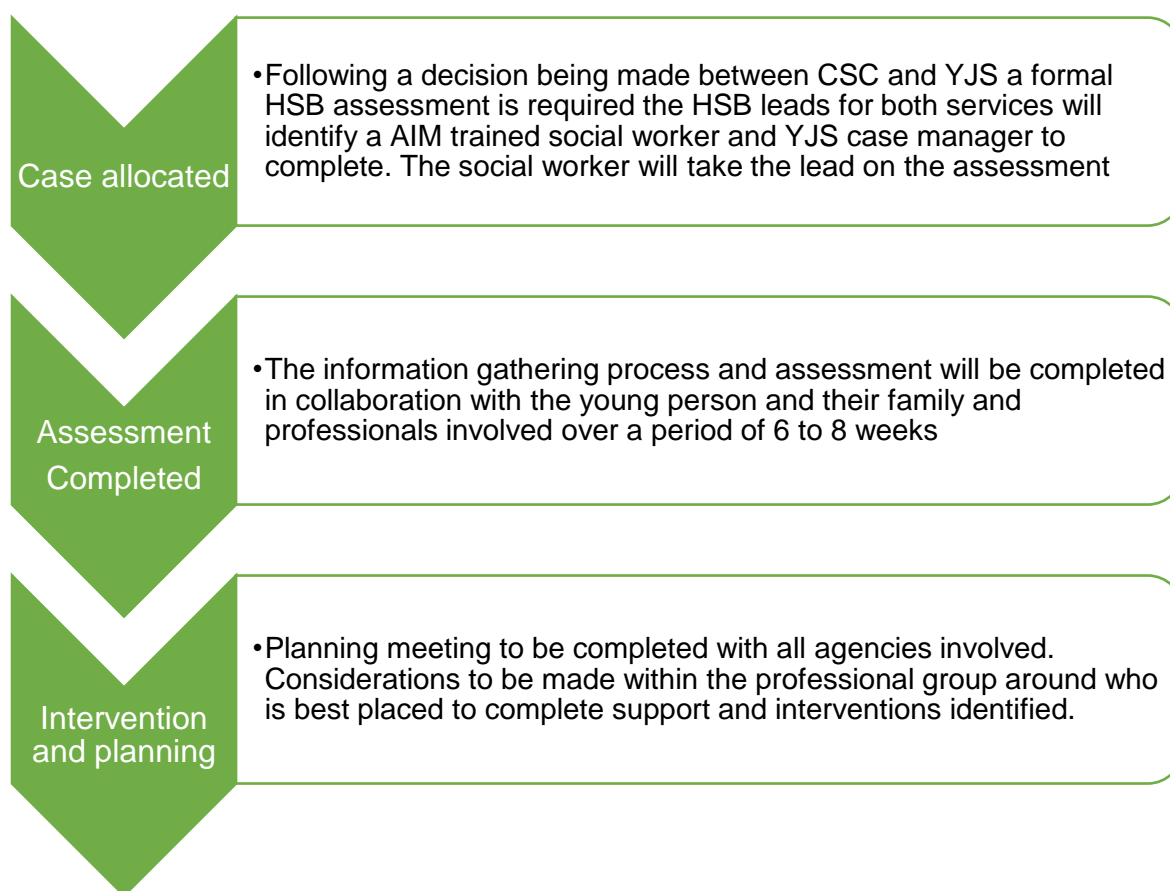 Case allocated
•Following a decision being made between CSC and YJS a formal
HSB assessment is required the HSB leads for both services will
identify a AIM trained social worker and YJS case manager to
complete. The social worker will take the lead on the assessment
Assessment
Completed
•The information gathering process and assessment will be completed
in collaboration with the young person and their family and
professionals involved over a period of 6 to 8 weeks
Intervention
and planning
•Planning meeting to be completed with all agencies involved.
Considerations to be made within the professional group around who
is best placed to complete support and interventions identified.